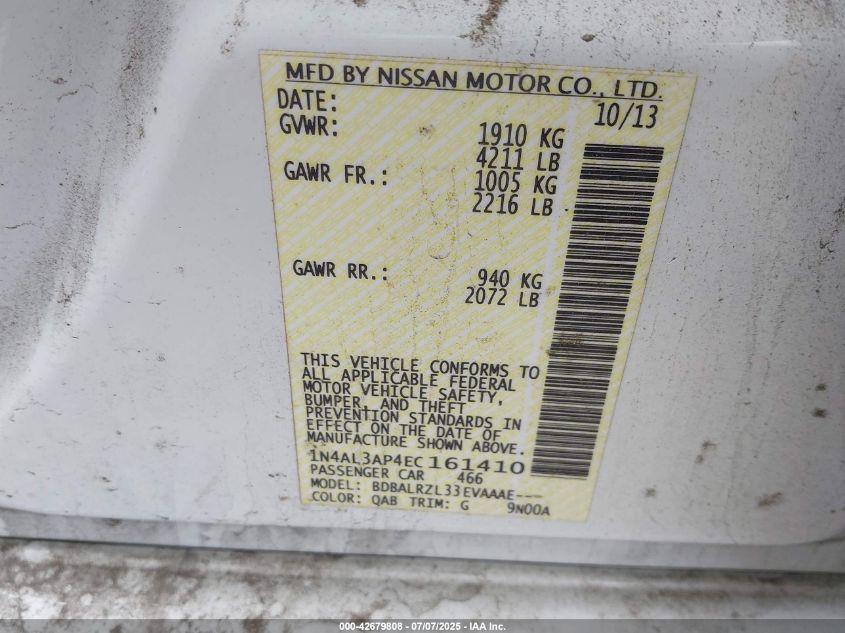 MFD BY NISSAN MOTOR CO., LTD.
DATE: 10/13
GVWR: 1910 KG
4211 LB
GAWR FR.: 1005 KG
2216 LB
GAWR RR.: 940 KG
2072 LB
THIS VEHICLE CONFORMS TO
ALL APPLICABLE FEDERAL
MOTOR VEHICLE SAFETY,
BUMPER, AND THEFT
PREVENTION STANDARDS IN
EFFECT ON THE DATE OF
MANUFACTURE SHOWN ABOVE.
1N4AL3AP4EC161410
PASSENGER CAR 466
MODEL: BDBALRZL33EVAAAE---
COLOR: QAB TRIM: G 9N00A
000-42679808 - 07/07/2025 - IAA Inc.